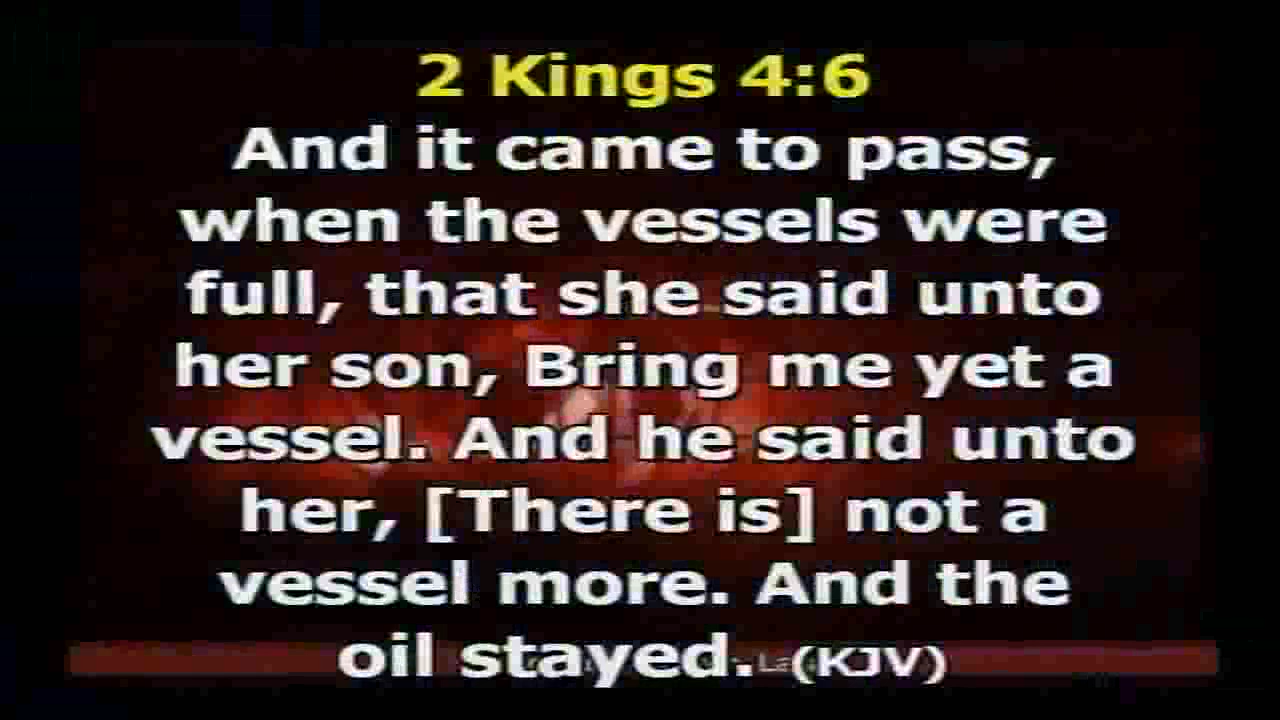 2 Kings 4:6
And it came to pass,
when the vessels were
full, that she said unto
her son, Bring me yet a
vessel. And he said unto
her, [There is] not a
vessel more. And the
oil stayed. (KJV)